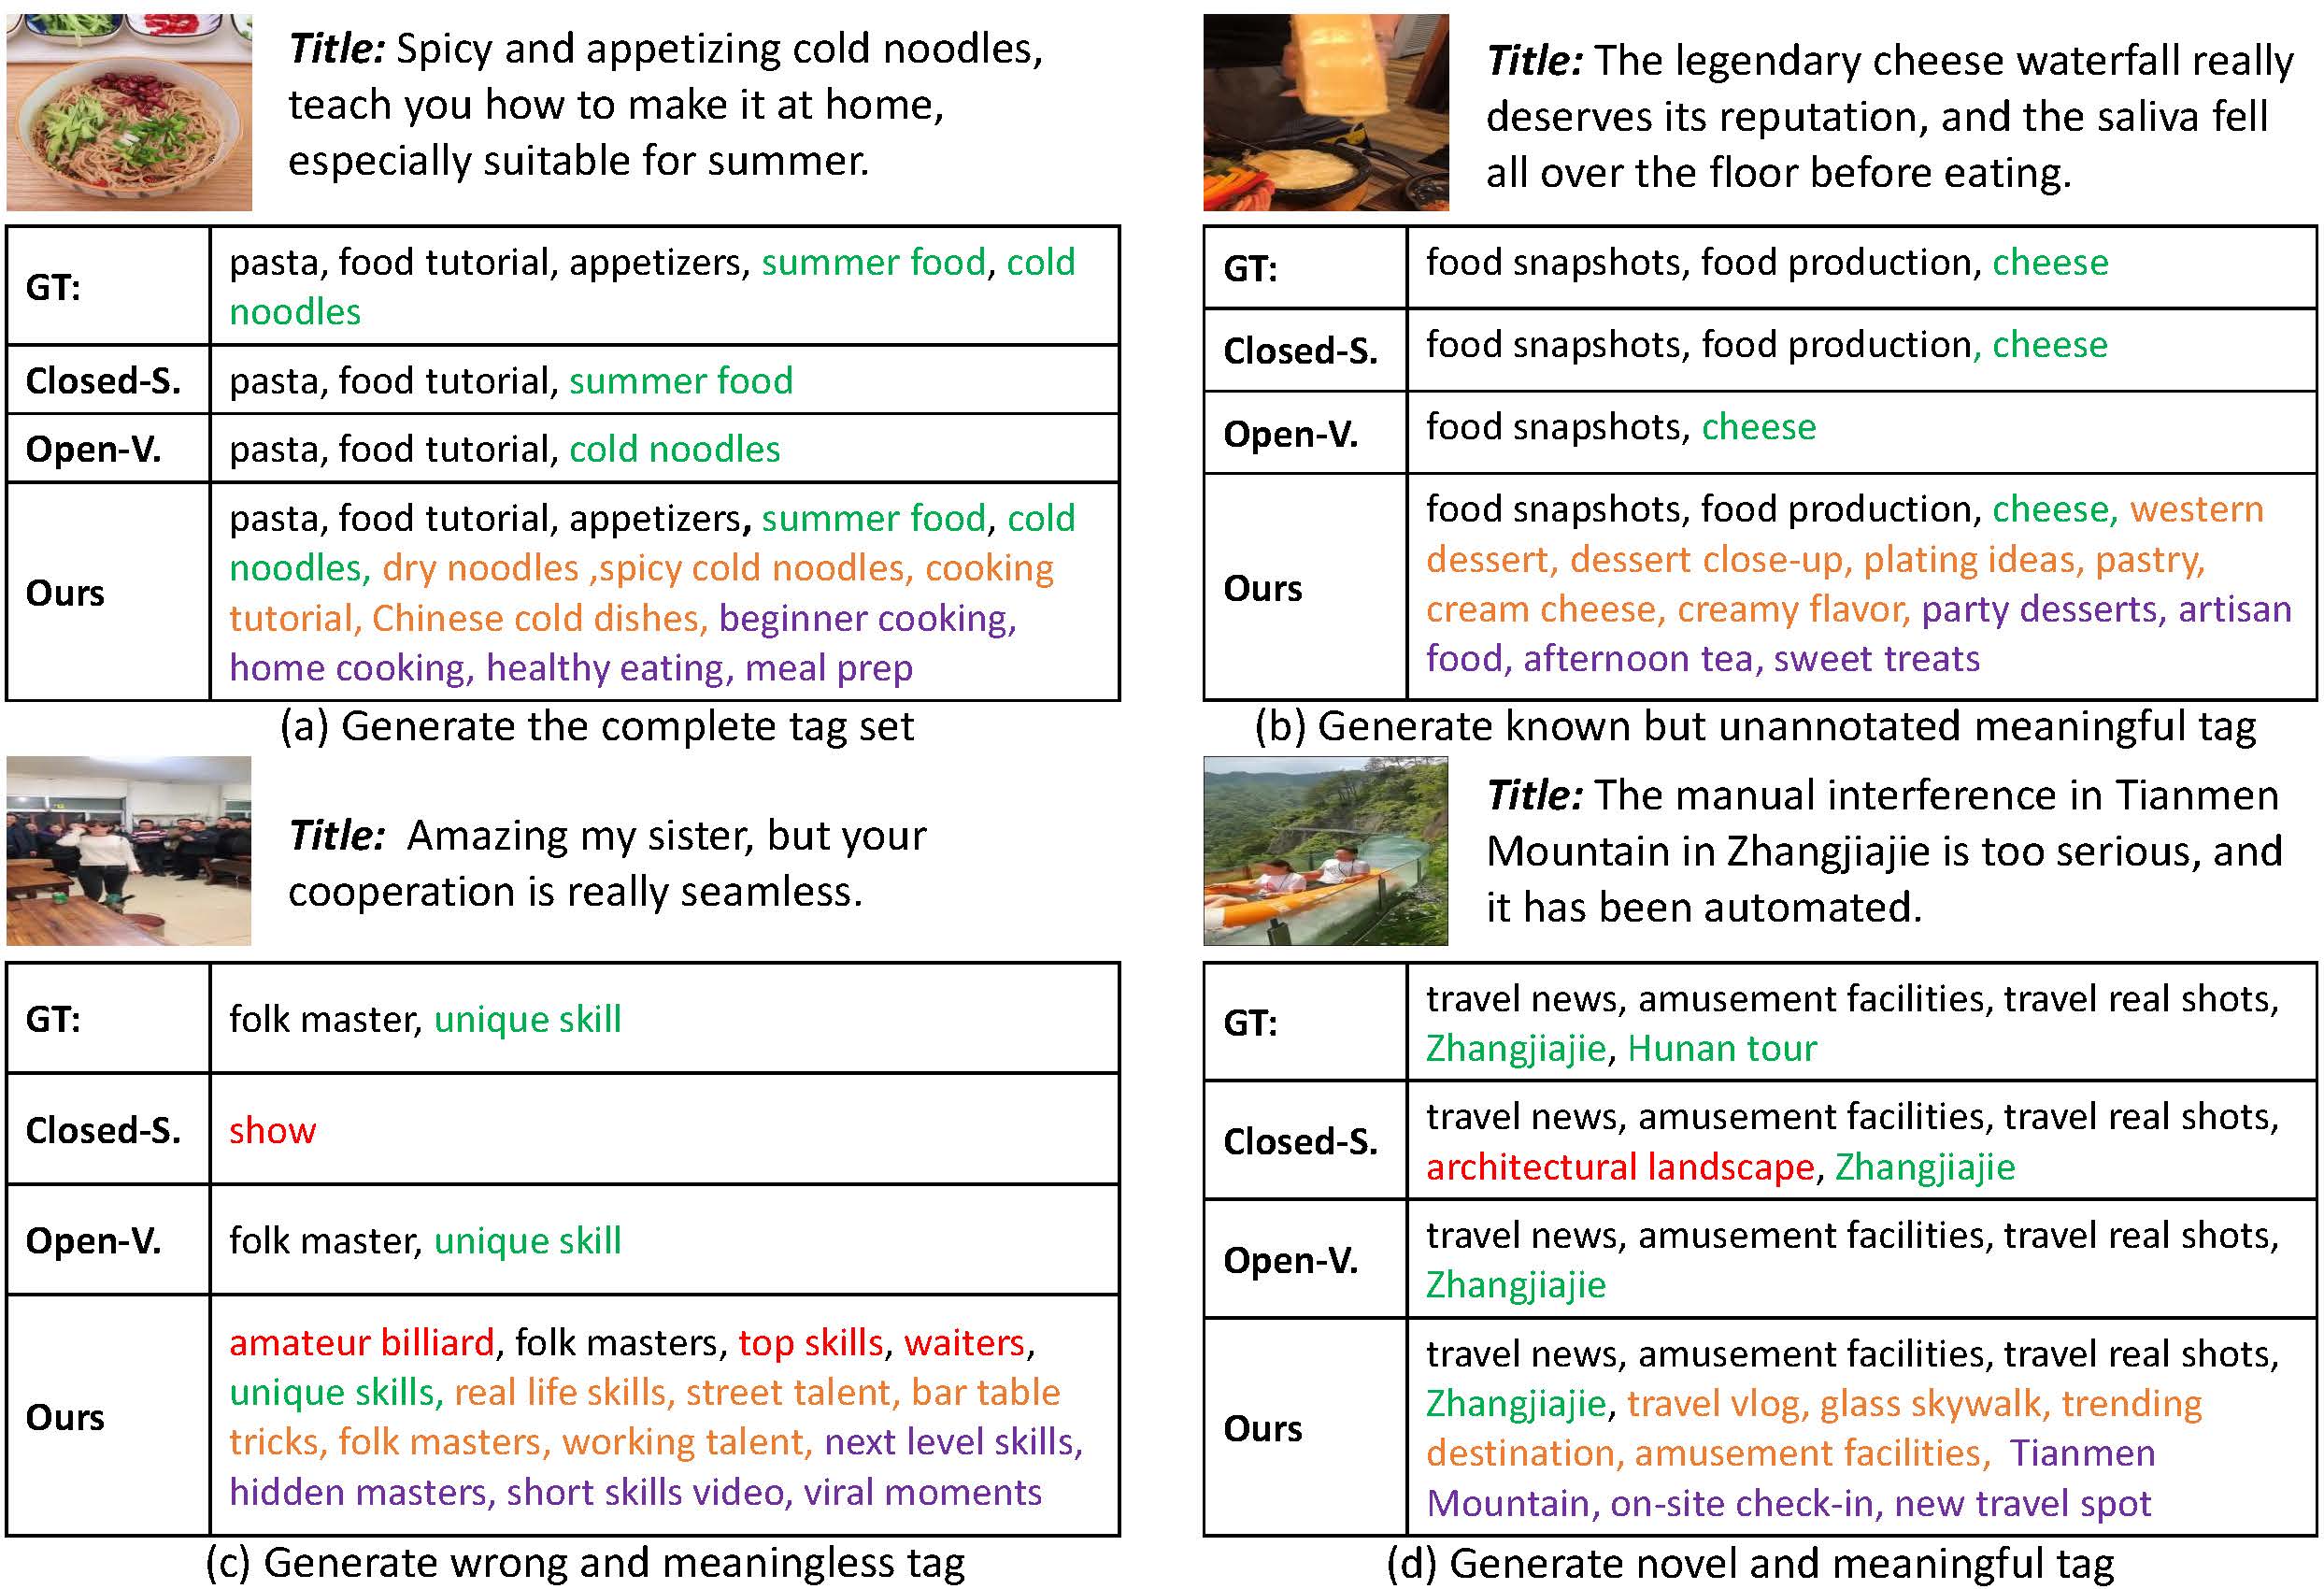 Title: Spicy and appetizing cold noodles,
teach you how to make it at home,
especially suitable for summer.
GT:
pasta, food tutorial, appetizers, summer food, cold
noodles
Closed-S.
pasta, food tutorial, summer food
Open-V.
pasta, food tutorial, cold noodles
Ours
pasta, food tutorial, appetizers, summer food, cold
noodles, dry noodles ,spicy cold noodles, cooking
tutorial, Chinese cold dishes, beginner cooking,
home cooking, healthy eating, meal prep
(a) Generate the complete tag set
Title: The legendary cheese waterfall really
deserves its reputation, and the saliva fell
all over the floor before eating.
GT:
food snapshots, food production, cheese
Closed-S.
food snapshots, food production, cheese
Open-V.
food snapshots, cheese
Ours
food snapshots, food production, cheese, western
dessert, dessert close-up, plating ideas, pastry,
cream cheese, creamy flavor, party desserts, artisan
food, afternoon tea, sweet treats
(b) Generate known but unannotated meaningful tag
Title: Amazing my sister, but your
cooperation is really seamless.
GT:
folk master, unique skill
Closed-S.
show
Open-V.
folk master, unique skill
Ours
amateur billiard, folk masters, top skills, waiters,
unique skills, real life skills, street talent, bar table
tricks, folk masters, working talent, next level skills,
hidden masters, short skills video, viral moments
(c) Generate wrong and meaningless tag
Title: The manual interference in Tianmen
Mountain in Zhangjiajie is too serious, and
it has been automated.
GT:
travel news, amusement facilities, travel real shots,
Zhangjiajie, Hunan tour
Closed-S.
travel news, amusement facilities, travel real shots,
architectural landscape, Zhangjiajie
Open-V.
travel news, amusement facilities, travel real shots,
Zhangjiajie
Ours
travel news, amusement facilities, travel real shots,
Zhangjiajie, travel vlog, glass skywalk, trending
destination, amusement facilities, Tianmen
Mountain, on-site check-in, new travel spot
(d) Generate novel and meaningful tag